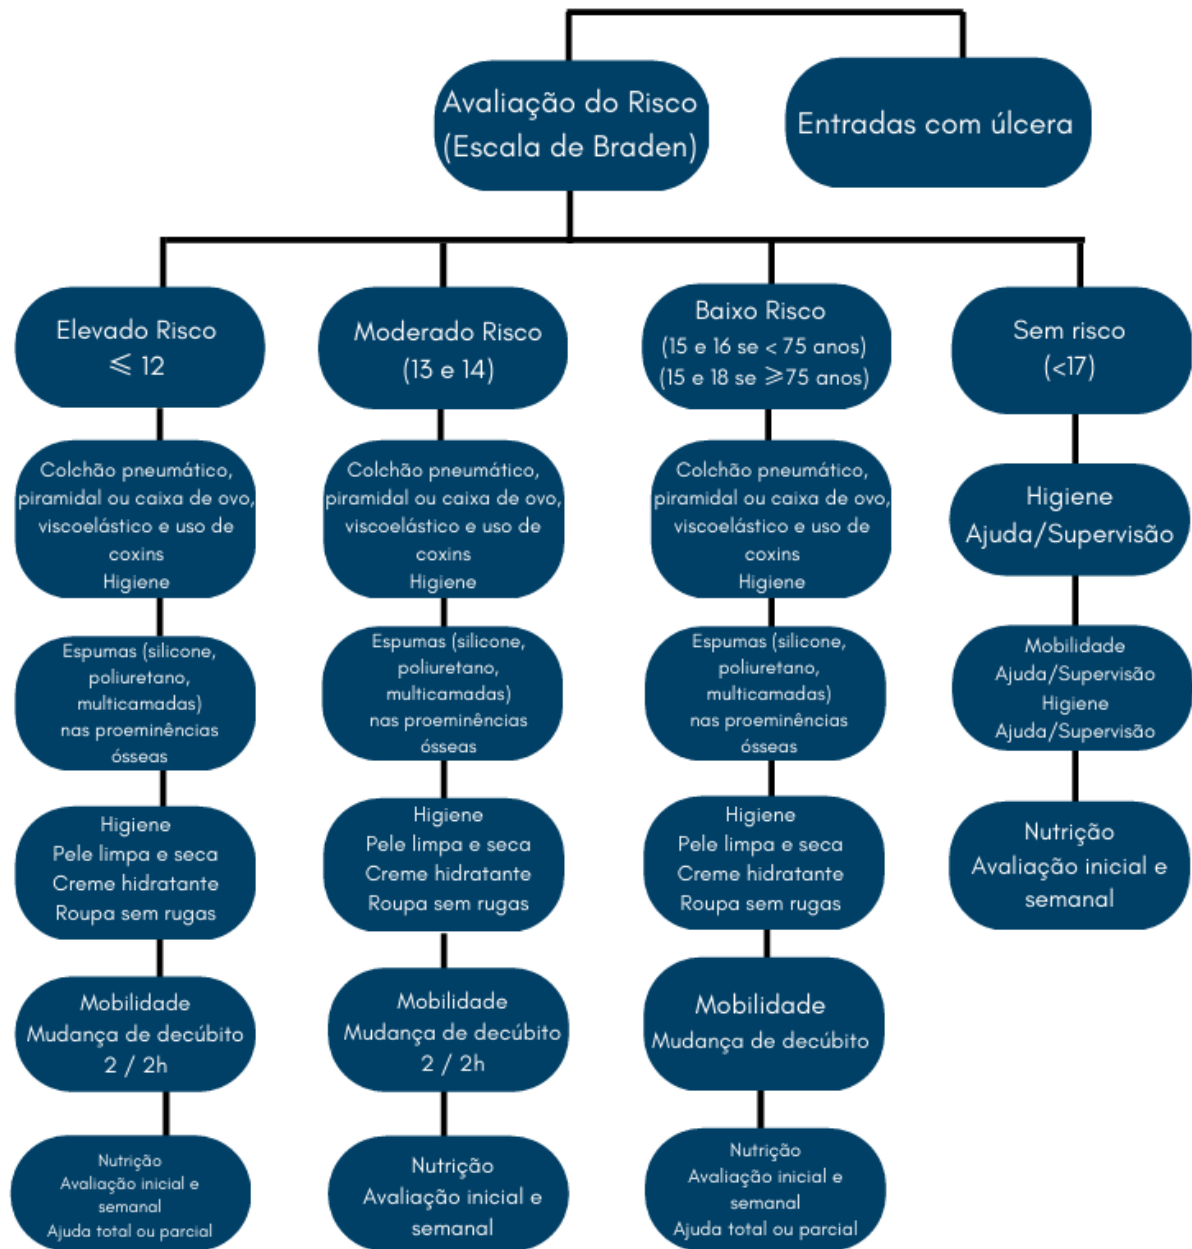 Avaliação do Risco
(Escala de Braden)
Entradas com úlcera
Elevado Risco
⩽ 12
Colchão pneumático,
piramidal ou caixa de ovo,
viscoelástico e uso de
coxins
Higiene
Espumas (silicone,
poliuretano,
multicamadas)
nas proeminências
ósseas
Higiene
Pele limpa e seca
Creme hidratante
Roupa sem rugas
Mobilidade
Mudança de decúbito
2 / 2h
Nutrição
Avaliação inicial e
semanal
Ajuda total ou parcial
Moderado Risco
(13 e 14)
Colchão pneumático,
piramidal ou caixa de ovo,
viscoelástico e uso de
coxins
Higiene
Espumas (silicone,
poliuretano,
multicamadas)
nas proeminências
ósseas
Higiene
Pele limpa e seca
Creme hidratante
Roupa sem rugas
Mobilidade
Mudança de decúbito
2 / 2h
Nutrição
Avaliação inicial e
semanal
Baixo Risco
(15 e 16 se < 75 anos)
(15 e 18 se ⩾75 anos)
Colchão pneumático,
piramidal ou caixa de ovo,
viscoelástico e uso de
coxins
Higiene
Espumas (silicone,
poliuretano,
multicamadas)
nas proeminências
ósseas
Higiene
Pele limpa e seca
Creme hidratante
Roupa sem rugas
Mobilidade
Mudança de decúbito
Nutrição
Avaliação inicial e
semanal
Ajuda total ou parcial
Sem risco
(<17)
Higiene
Ajuda/Supervisão
Mobilidade
Ajuda/Supervisão
Higiene
Ajuda/Supervisão
Nutrição
Avaliação inicial e
semanal